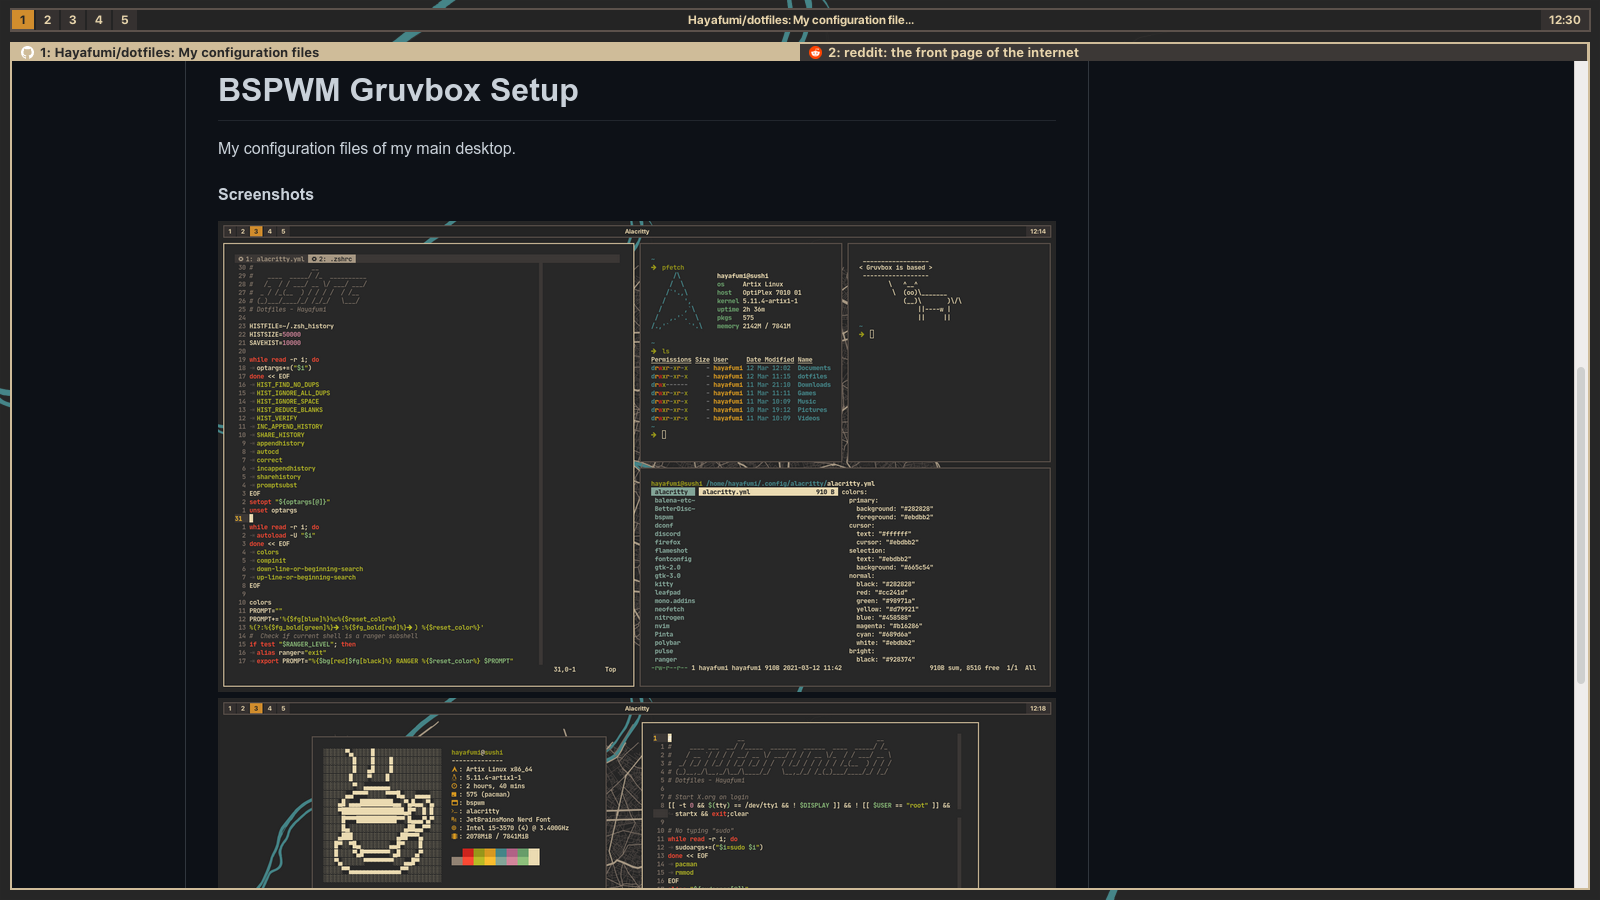 1 2 3 4 5
Hayafumi/dotfiles: My configuration file...
12:30
1: Hayafumi/dotfiles: My configuration files
2: reddit: the front page of the internet
BSPWM Gruvbox Setup
My configuration files of my main desktop.
Screenshots
1 2 3 4 5
Alacritty
12:14
1: alacritty.yml 2: .zshrc
30 #
29 #
28 #
27 #
26 #
25 # Dotfiles - Hayafumi
24
23 HISTFILE=~/.zsh_history
22 HISTSIZE=50000
21 SAVEHIST=10000
20
19 while read -r i; do
18 optargs+=("$i")
17 done << EOF
16 HIST_FIND_NO_DUPS
15 HIST_IGNORE_ALL_DUPS
14 HIST_IGNORE_SPACE
13 HIST_REDUCE_BLANKS
12 HIST_VERIFY
11 INC_APPEND_HISTORY
10 SHARE_HISTORY
9 appendhistory
8 autocd
7 correct
6 incappendhistory
5 sharehistory
4 promptsubst
3 EOF
2 setopt "${optargs[@]}"
1 unset optargs
31
1 while read -r i; do
2 autoload -U "$i"
3 done << EOF
4 colors
5 compinit
6 down-line-or-beginning-search
7 up-line-or-beginning-search
8 EOF
9
10 colors
11 PROMPT=""
12 PROMPT+='%{$fg[blue]%}%c%{$reset_color%}
13 %(?:%{$fg_bold[green]%}➜ :%{$fg_bold[red]%}➜ ) %{$reset_color%}'
14 # Check if current shell is a ranger subshell
15 if test "$RANGER_LEVEL"; then
16 alias ranger="exit"
17 export PROMPT="%{$bg[red]$fg[black]%} RANGER %{$reset_color%} $PROMPT"
31,0-1 Top
~
➜ pfetch
hayafumi@sushi
os Artix Linux
host OptiPlex 7010 01
kernel 5.11.4-artix1-1
uptime 2h 36m
pkgs 575
memory 2142M / 7841M
~
➜ ls
Permissions Size User Date Modified Name
drwxr-xr-x - hayafumi 12 Mar 12:02 Documents
drwxr-xr-x - hayafumi 12 Mar 11:15 dotfiles
drwx------ - hayafumi 11 Mar 21:10 Downloads
drwxr-xr-x - hayafumi 11 Mar 11:11 Games
drwxr-xr-x - hayafumi 11 Mar 10:09 Music
drwxr-xr-x - hayafumi 10 Mar 19:12 Pictures
drwxr-xr-x - hayafumi 11 Mar 10:09 Videos
~
➜
< Gruvbox is based >
\ ^__^
\ (oo)\_______
(__)\ )\/\
||----w |
|| ||
~
➜
hayafumi@sushi /home/hayafumi/.config/alacritty/alacritty.yml
alacritty alacritty.yml 910 B colors:
balena-etc~ primary:
BetterDisc~ background: "#282828"
bspwm foreground: "#ebdbb2"
dconf cursor:
discord text: "#ffffff"
firefox cursor: "#ebdbb2"
flameshot selection:
fontconfig text: "#ebdbb2"
gtk-2.0 background: "#665c54"
gtk-3.0 normal:
kitty black: "#282828"
leafpad red: "#cc241d"
mono.addins green: "#98971a"
neofetch yellow: "#d79921"
nitrogen blue: "#458588"
nvim magenta: "#b16286"
Pinta cyan: "#689d6a"
polybar white: "#ebdbb2"
pulse bright:
ranger black: "#928374"
-rw-r--r-- 1 hayafumi hayafumi 910B 2021-03-12 11:42 910B sum, 851G free 1/1 All
1 2 3 4 5
Alacritty
12:18
hayafumi@sushi
--------------
: Artix Linux x86_64
: 5.11.4-artix1-1
: 2 hours, 40 mins
: 575 (pacman)
: bspwm
: alacritty
: JetBrainsMono Nerd Font
: Intel i5-3570 (4) @ 3.400GHz
: 2078MiB / 7841MiB
1
1 #
2 #
3 #
4 #
5 # Dotfiles - Hayafumi
6
7 # Start X.org on login
8 [[ -t 0 && $(tty) == /dev/tty1 && ! $DISPLAY ]] && ! [[ $USER == "root" ]] &&
startx && exit;clear
9
10 # No typing "sudo"
11 while read -r i; do
12 sudoargs+=("$i=sudo $i")
13 done << EOF
14 pacman
15 rmmod
16 EOF